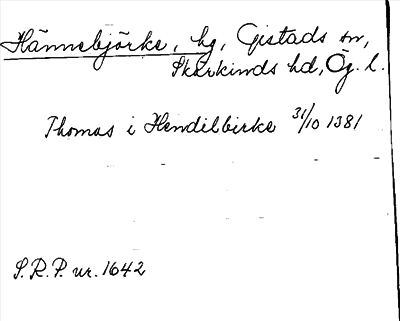 Hännebjörke, hg, Gistads sn,
Skärkinds hd, Ög. l.
Thomas i Hendilbirke 31/10 1381
S.R.P. nr. 1642